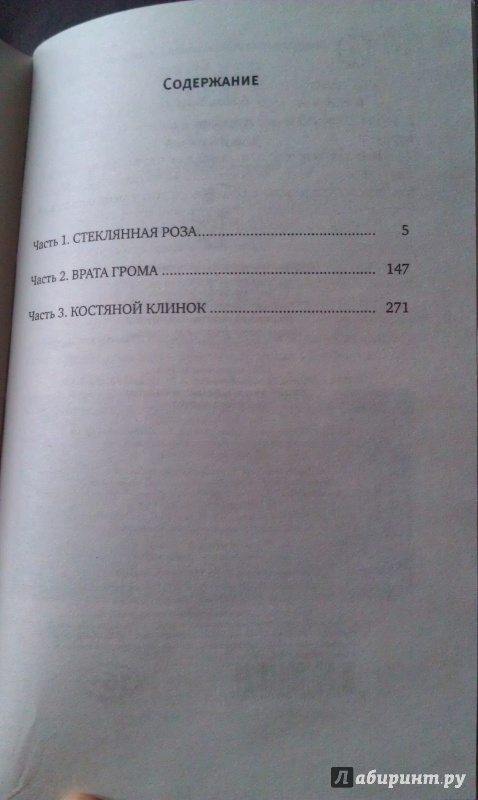 Содержание
Часть 1. СТЕКЛЯННАЯ РОЗА.......................................... 5
Часть 2. ВРАТА ГРОМА ..................................................... 147
Часть 3. КОСТЯНОЙ КЛИНОК ........................................ 271
Лабиринт.ру